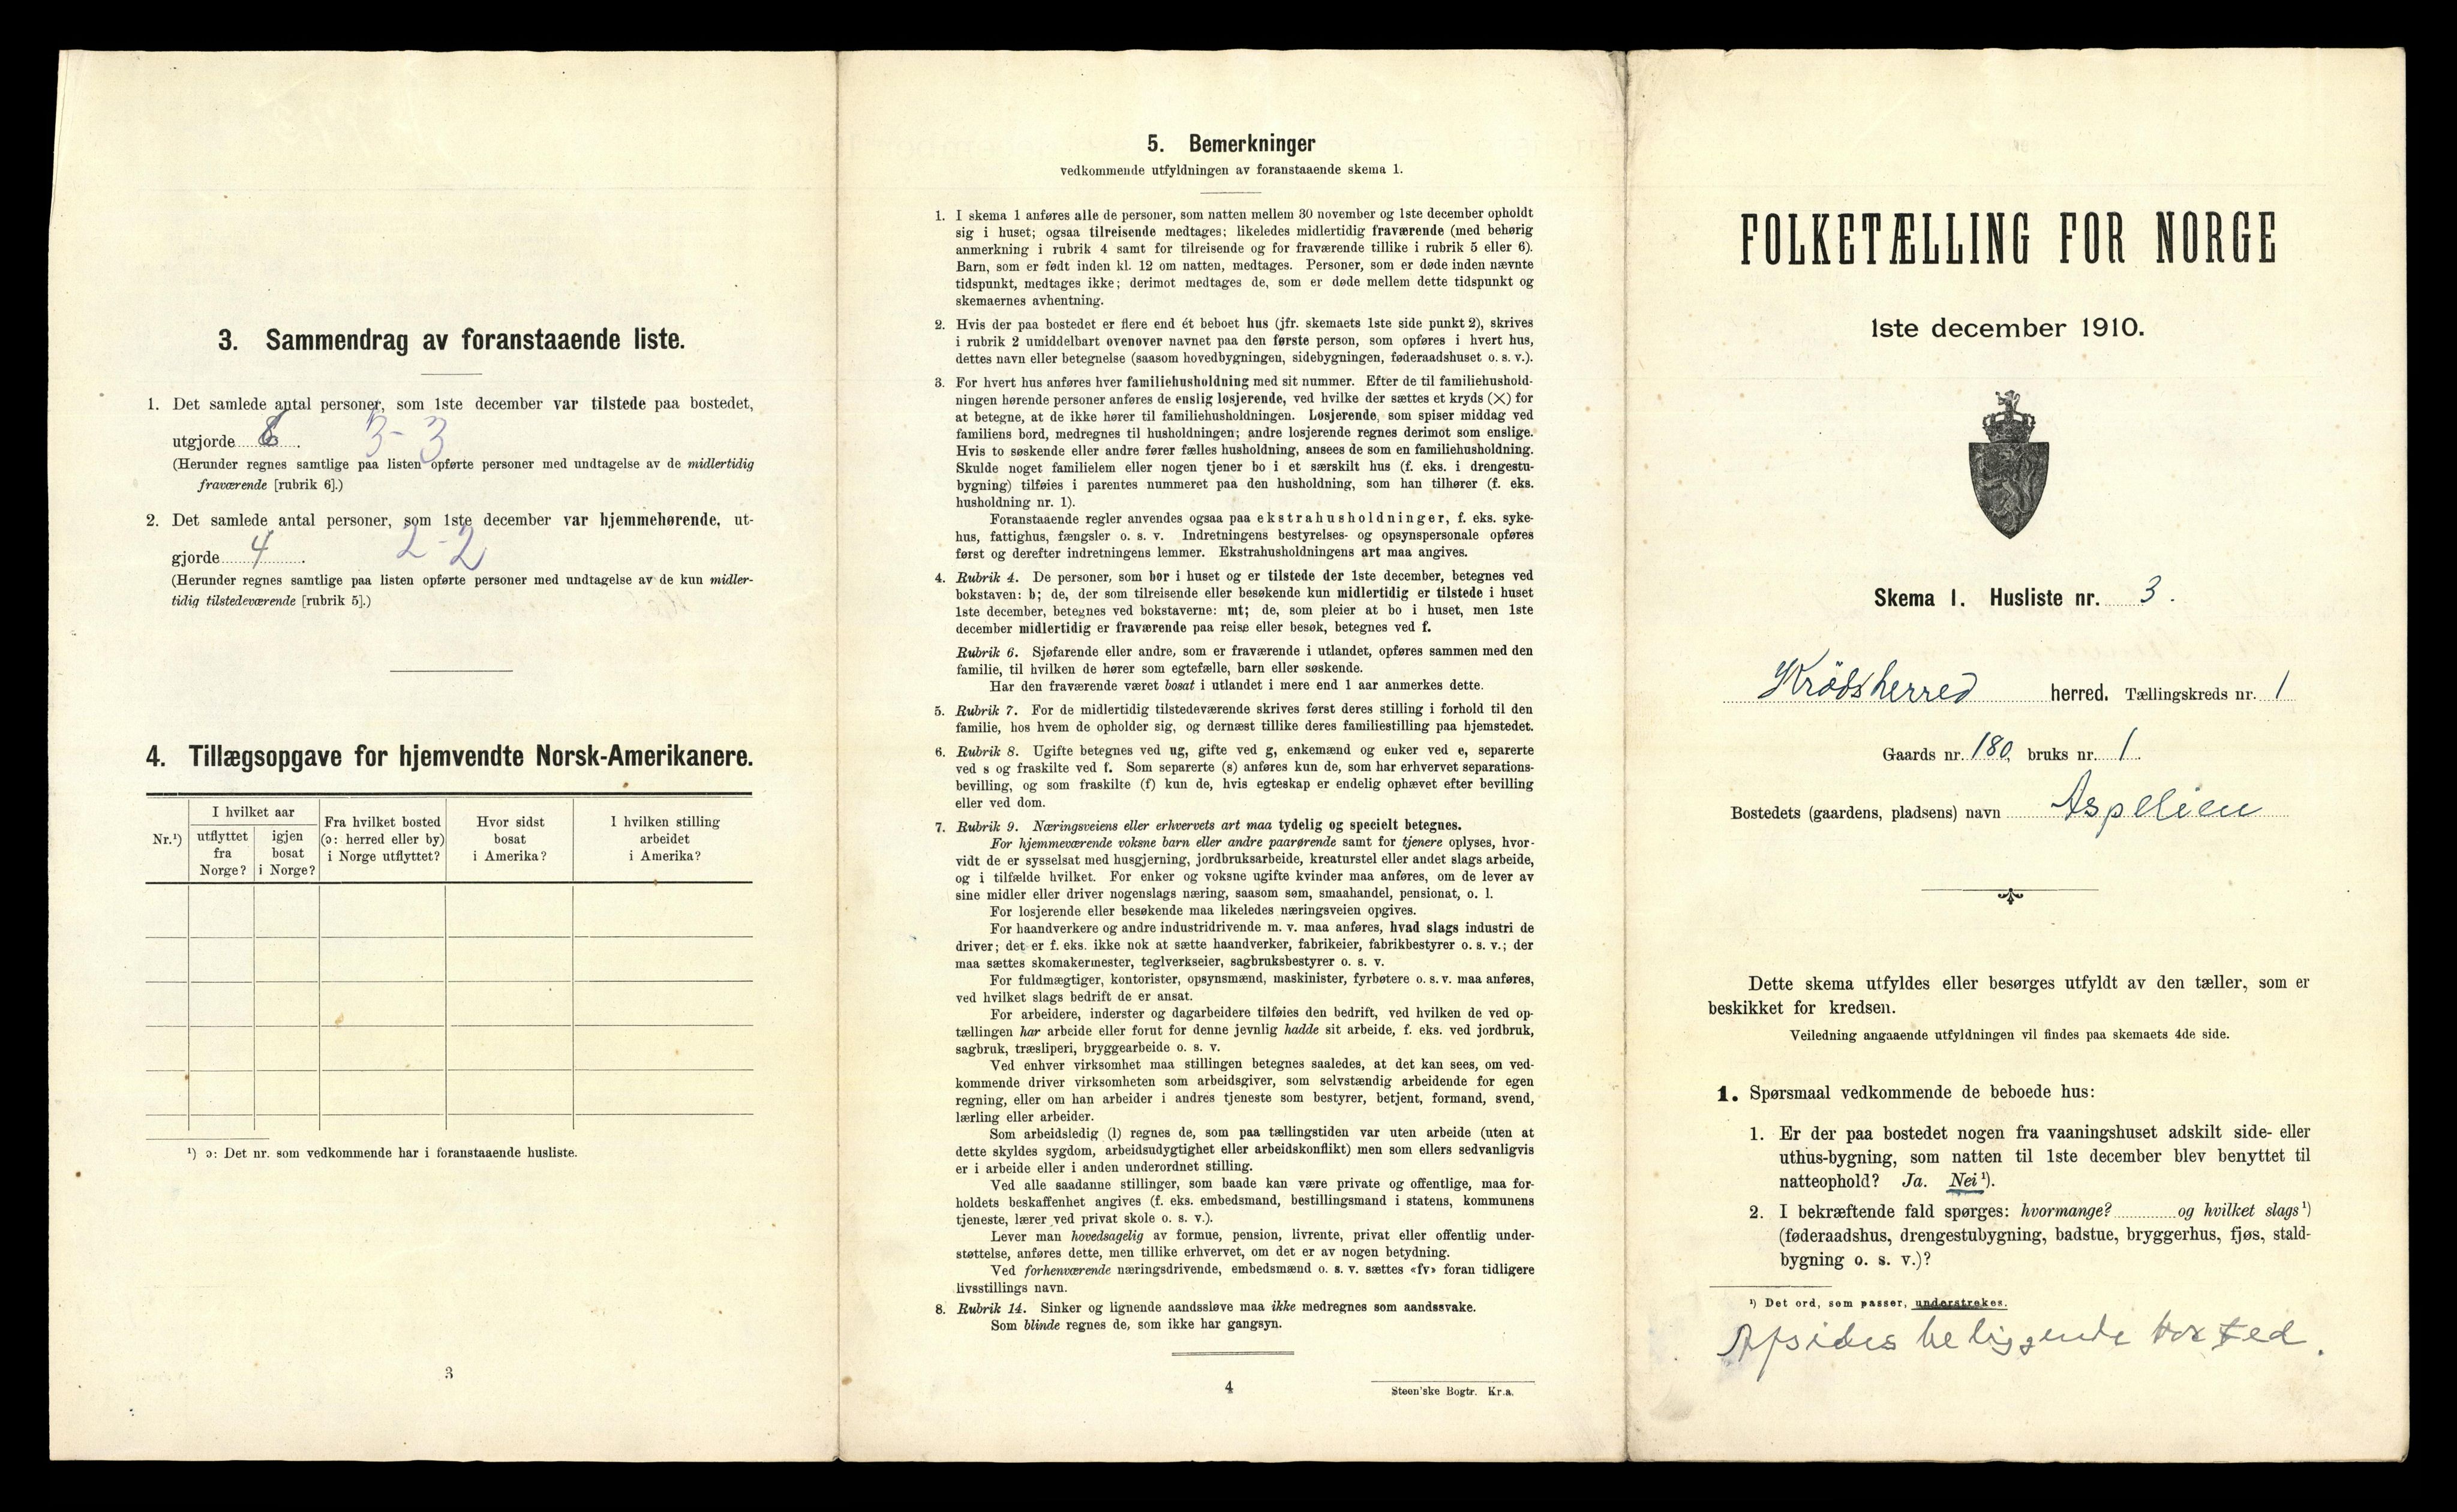 3. Sammendrag av foranstaaende liste.
1. Det samlede antal personer, som 1ste december var tilstede paa bostedet,
utgjorde 3-3
(Herunder regnes samtlige paa listen opførte personer med undtagelse av de midlertidig
fraværende [rubrik 6].)
2. Det samlede antal personer, som 1ste december var hjemmehørende, ut-
gjorde 4. 2-2
(Herunder regnes samtlige paa listen opførte personer med undtagelse av de kun midler-
tidig tilstedeværende [rubrik 5].)
4. Tillægsopgave for hjemvendte Norsk-Amerikanere.
Nr.¹)
I hvilket aar
utflyttet
fra
Norge?
igjen
bosat
i Norge?
Fra hvilket bosted
(ɔ: herred eller by)
i Norge utflyttet?
Hvor sidst
bosat
i Amerika?
I hvilken stilling
arbeidet
i Amerika?
¹) ɔ: Det nr. som vedkommende har i foranstaaende husliste.
3
5. Bemerkninger
vedkommende utfyldningen av foranstaaende skema 1.
1. I skema 1 anføres alle de personer, som natten mellem 30 november og 1ste december opholdt
sig i huset; ogsaa tilreisende medtages; likeledes midlertidig fraværende (med behørig
anmerkning i rubrik 4 samt for tilreisende og for fraværende tillike i rubrik 5 eller 6).
Barn, som er født inden kl. 12 om natten, medtages. Personer, som er døde inden nævnte
tidspunkt, medtages ikke; derimot medtages de, som er døde mellem dette tidspunkt og
skemaernes avhentning.
2. Hvis der paa bostedet er flere end ét beboet hus (jfr. skemaets 1ste side punkt 2), skrives
i rubrik 2 umiddelbart ovenover navnet paa den første person, som opføres i hvert hus,
dettes navn eller betegnelse (saasom hovedbygningen, sidebygningen, føderaadshuset o. s. v.).
3. For hvert hus anføres hver familiehusholdning med sit nummer. Efter de til familiehushold-
ningen hørende personer anføres de enslig losjerende, ved hvilke der sættes et kryds (×) for
at betegne, at de ikke hører til familiehusholdningen. Losjerende, som spiser middag ved
familiens bord, medregnes til husholdningen; andre losjerende regnes derimot som enslige.
Hvis to søskende eller andre fører fælles husholdning, ansees de som en familiehusholdning.
Skulde noget familielem eller nogen tjener bo i et særskilt hus (f. eks. i drengestu-
bygning) tilføies i parentes nummeret paa den husholdning, som han tilhører (f. eks.
husholdning nr. 1).
Foranstaaende regler anvendes ogsaa paa ekstrahusholdninger, f. eks. syke-
hus, fattighus, fængsler o. s. v. Indretningens bestyrelses- og opsynspersonale opføres
først og derefter indretningens lemmer. Ekstrahusholdningens art maa angives.
4. Rubrik 4. De personer, som bor i huset og er tilstede der 1ste december, betegnes ved
bokstaven: b; de, der som tilreisende eller besøkende kun midlertidig er tilstede i huset
1ste december, betegnes ved bokstaverne: mt; de, som pleier at bo i huset, men 1ste
december midlertidig er fraværende paa reise eller besøk, betegnes ved f.
Rubrik 6. Sjøfarende eller andre, som er fraværende i utlandet, opføres sammen med den
familie, til hvilken de hører som egtefælle, barn eller søskende.
Har den fraværende været bosat i utlandet i mere end 1 aar anmerkes dette.
5. Rubrik 7. For de midlertidig tilstedeværende skrives først deres stilling i forhold til den
familie, hos hvem de opholder sig, og dernæst tillike deres familiestilling paa hjemstedet.
6. Rubrik 8. Ugifte betegnes ved ug, gifte ved g, enkemænd og enker ved e, separerte
ved s og fraskilte ved f. Som separerte (s) anføres kun de, som har erhvervet separations-
bevilling, og som fraskilte (f) kun de, hvis egteskap er endelig ophævet efter bevilling
eller ved dom.
7. Rubrik 9. Næringsveiens eller erhvervets art maa tydelig og specielt betegnes.
For hjemmeværende voksne barn eller andre paarørende samt for tjenere oplyses, hvor-
vidt de er sysselsat med husgjerning, jordbruksarbeide, kreaturstel eller andet slags arbeide,
og i tilfælde hvilket. For enker og voksne ugifte kvinder maa anføres, om de lever av
sine midler eller driver nogenslags næring, saasom søm, smaahandel, pensionat, o. l.
For losjerende eller besøkende maa likeledes næringsveien opgives.
For haandverkere og andre industridrivende m. v. maa anføres, hvad slags industri de
driver; det er f. eks. ikke nok at sætte haandverker, fabrikeier, fabrikbestyrer o. s. v.; der
maa sættes skomakermester, teglverkseier, sagbruksbestyrer o. s. v.
For fuldmægtiger, kontorister, opsynsmænd, maskinister, fyrbøtere o. s. v. maa anføres,
ved hvilket slags bedrift de er ansat.
For arbeidere, inderster og dagarbeidere tilføies den bedrift, ved hvilken de ved op-
tællingen har arbeide eller forut for denne jevnlig hadde sit arbeide, f. eks. ved jordbruk,
sagbruk, træsliperi, bryggearbeide o. s. v.
Ved enhver virksomhet maa stillingen betegnes saaledes, at det kan sees, om ved-
kommende driver virksomheten som arbeidsgiver, som selvstændig arbeidende for egen
regning, eller om han arbeider i andres tjeneste som bestyrer, betjent, formand, svend,
lærling eller arbeider.
Som arbeidsledig (l) regnes de, som paa tællingstiden var uten arbeide (uten at
dette skyldes sygdom, arbeidsudygtighet eller arbeidskonflikt) men som ellers sedvanligvis
er i arbeide eller i anden underordnet stilling.
Ved alle saadanne stillinger, som baade kan være private og offentlige, maa for-
holdets beskaffenhet angives (f. eks. embedsmand, bestillingsmand i statens, kommunens
tjeneste, lærer ved privat skole o. s. v.).
Lever man hovedsagelig av formue, pension, livrente, privat eller offentlig under-
støttelse, anføres dette, men tillike erhvervet, om det er av nogen betydning.
Ved forhenværende næringsdrivende, embedsmænd o. s. v. sættes «fv» foran tidligere
livsstillings navn.
8. Rubrik 14. Sinker og lignende aandssløve maa ikke medregnes som aandssvake.
Som blinde regnes de, som ikke har gangsyn.
4
Steen'ske Bogtr. Kr.a.
FOLKETÆLLING FOR NORGE
1ste december 1910.
Skema 1. Husliste nr. 3.
Krödsherred herred. Tællingskreds nr. 1
Gaards nr. 180, bruks nr. 1.
Bostedets (gaardens, pladsens) navn Aspelien
Dette skema utfyldes eller besørges utfyldt av den tæller, som er
beskikket for kredsen.
Veiledning angaaende utfyldningen vil findes paa skemaets 4de side.
1. Spørsmaal vedkommende de beboede hus:
1. Er der paa bostedet nogen fra vaaningshuset adskilt side- eller
uthus-bygning, som natten til 1ste december blev benyttet til
natteophold? Ja. Nei ¹).
2. I bekræftende fald spørges: hvormange? og hvilket slags ¹)
(føderaadshus, drengestubygning, badstue, bryggerhus, fjøs, stald-
bygning o. s. v.)?
¹) Det ord, som passer, understrekes.
Afsides beliggende bosted.